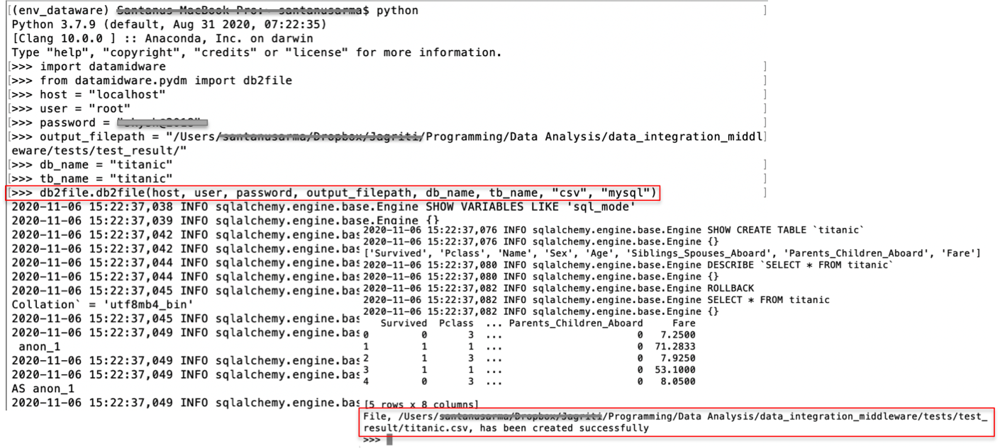 (env_dataware) $ python
Python 3.7.9 (default, Aug 31 2020, 07:22:35)
[Clang 10.0.0 ] :: Anaconda, Inc. on darwin
Type "help", "copyright", "credits" or "license" for more information.
>>> import datamidware
>>> from datamidware.pydm import db2file
>>> host = "localhost"
>>> user = "root"
>>> password =
>>> output_filepath = "/Users/ /Programming/Data Analysis/data_integration_middl
eware/tests/test_result/"
>>> db_name = "titanic"
>>> tb_name = "titanic"
>>> db2file.db2file(host, user, password, output_filepath, db_name, tb_name, "csv", "mysql")
2020-11-06 15:22:37,038 INFO sqlalchemy.engine.base.Engine SHOW VARIABLES LIKE 'sql_mode'
2020-11-06 15:22:37,039 INFO sqlalchemy.engine.base.Engine {}
2020-11-06 15:22:37,042 INFO sqlalchemy.engine.bas
2020-11-06 15:22:37,042 INFO sqlalchemy.engine.bas
2020-11-06 15:22:37,044 INFO sqlalchemy.engine.bas
2020-11-06 15:22:37,044 INFO sqlalchemy.engine.bas
2020-11-06 15:22:37,045 INFO sqlalchemy.engine.bas
Collation` = 'utf8mb4_bin'
2020-11-06 15:22:37,045 INFO sqlalchemy.engine.bas
2020-11-06 15:22:37,049 INFO sqlalchemy.engine.bas
anon_1
2020-11-06 15:22:37,049 INFO sqlalchemy.engine.bas
2020-11-06 15:22:37,049 INFO sqlalchemy.engine.bas
AS anon_1
2020-11-06 15:22:37,049 INFO sqlalchemy.engine.bas
2020-11-06 15:22:37,076 INFO sqlalchemy.engine.base.Engine SHOW CREATE TABLE `titanic`
2020-11-06 15:22:37,076 INFO sqlalchemy.engine.base.Engine {}
['Survived', 'Pclass', 'Name', 'Sex', 'Age', 'Siblings_Spouses_Aboard', 'Parents_Children_Aboard', 'Fare']
2020-11-06 15:22:37,080 INFO sqlalchemy.engine.base.Engine DESCRIBE `SELECT * FROM titanic`
2020-11-06 15:22:37,080 INFO sqlalchemy.engine.base.Engine {}
2020-11-06 15:22:37,082 INFO sqlalchemy.engine.base.Engine ROLLBACK
2020-11-06 15:22:37,082 INFO sqlalchemy.engine.base.Engine SELECT * FROM titanic
2020-11-06 15:22:37,082 INFO sqlalchemy.engine.base.Engine {}
Survived Pclass ... Parents_Children_Aboard Fare
0 0 3 ... 0 7.2500
1 1 1 ... 0 71.2833
2 1 3 ... 0 7.9250
3 1 1 ... 0 53.1000
4 0 3 ... 0 8.0500
[5 rows x 8 columns]
File, /Users/ /Programming/Data Analysis/data_integration_middleware/tests/test_
result/titanic.csv, has been created successfully
>>>